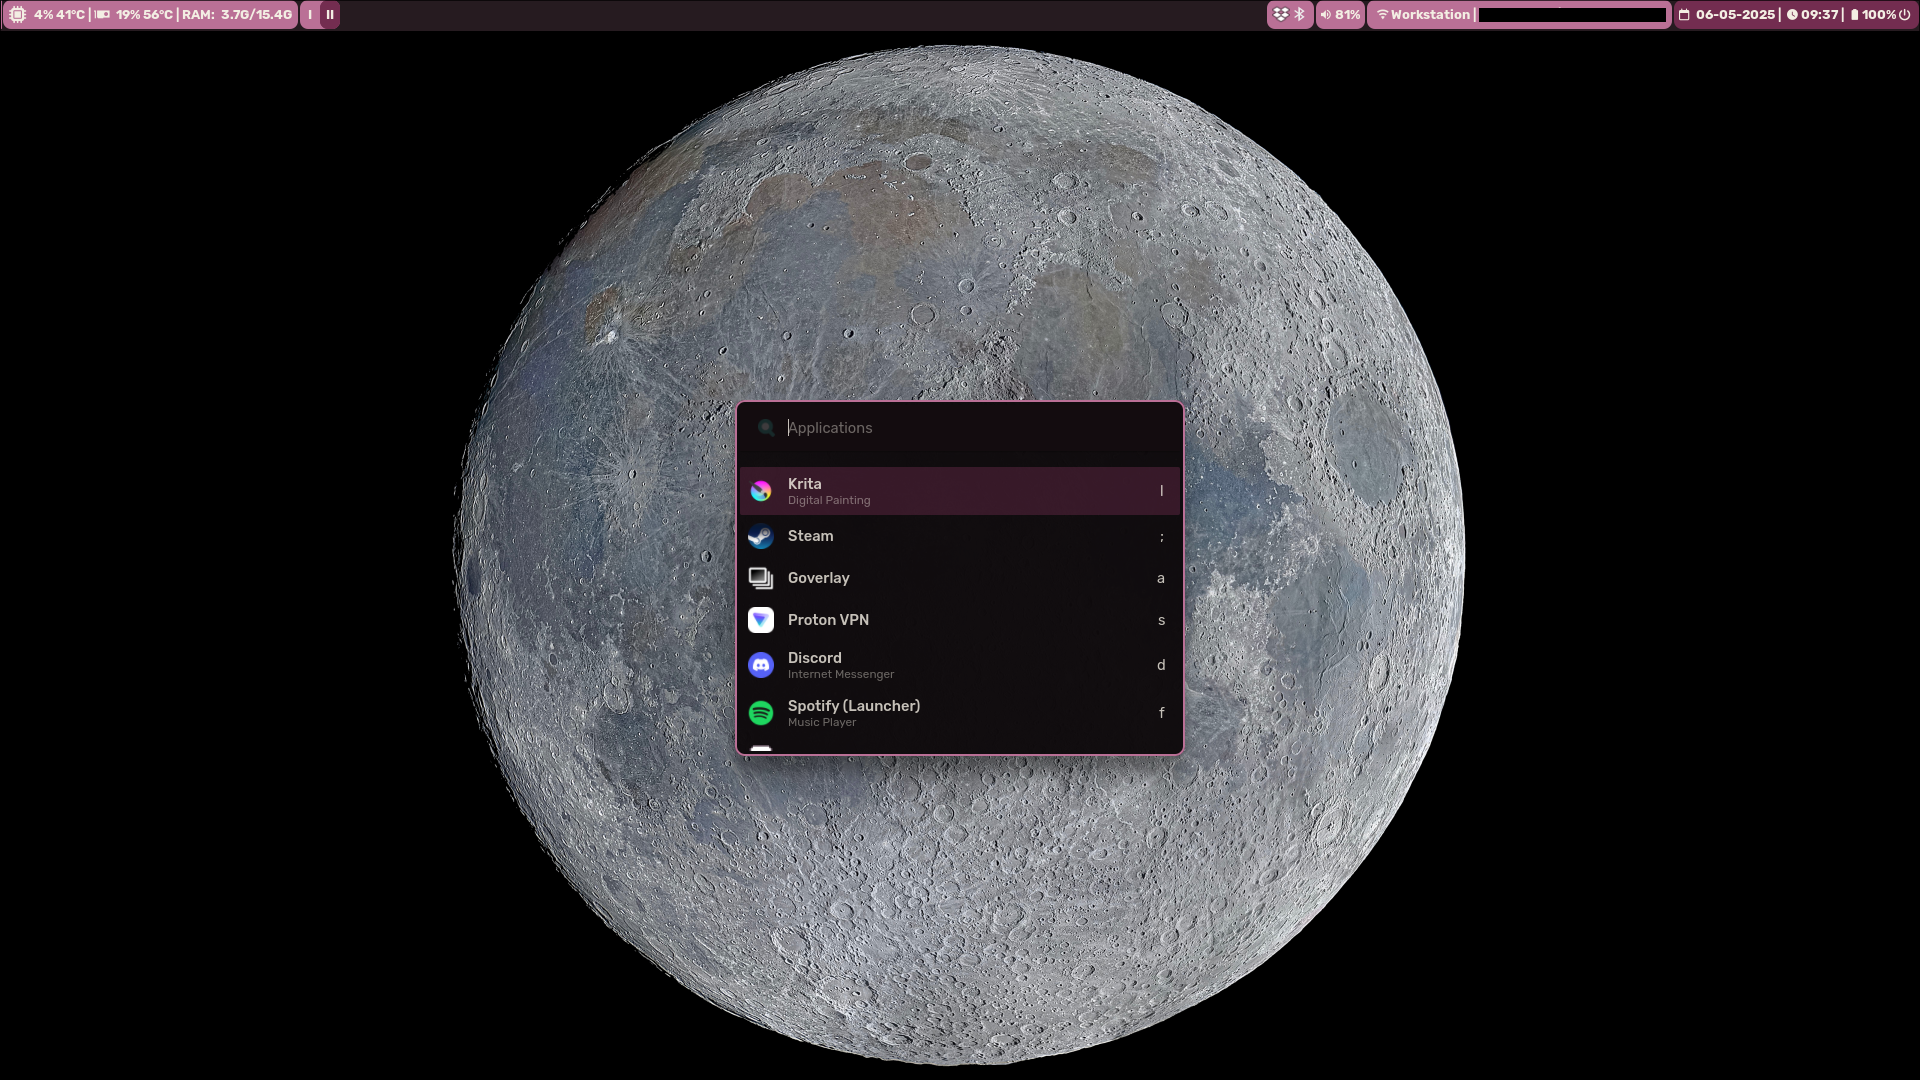 4% 41°C | 19% 56°C | RAM: 3.7G/15.4G
I II
81%
Workstation |
06-05-2025 | 09:37 | 100%
Applications
Krita
Digital Painting
l
Steam
;
Goverlay
a
Proton VPN
s
Discord
Internet Messenger
d
Spotify (Launcher)
Music Player
f